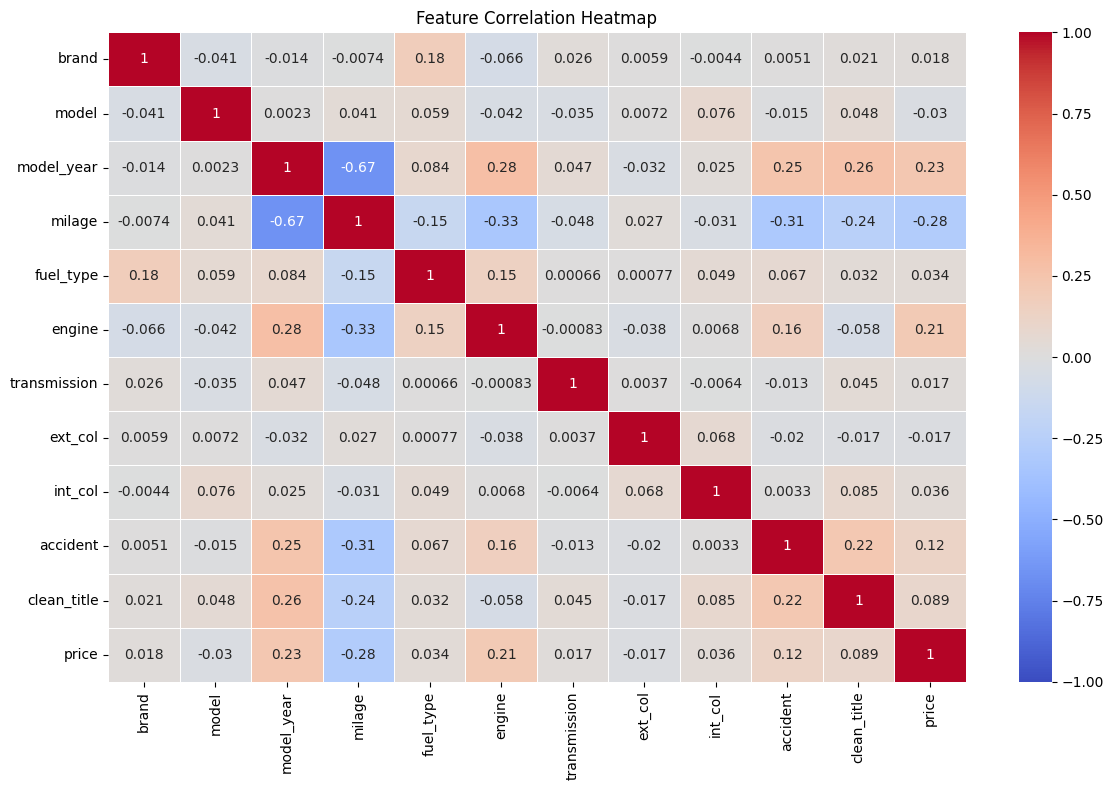 Feature Correlation Heatmap
brand 1 -0.041 -0.014 -0.0074 0.18 -0.066 0.026 0.0059 -0.0044 0.0051 0.021 0.018
model -0.041 1 0.0023 0.041 0.059 -0.042 -0.035 0.0072 0.076 -0.015 0.048 -0.03
model_year -0.014 0.0023 1 -0.67 0.084 0.28 0.047 -0.032 0.025 0.25 0.26 0.23
milage -0.0074 0.041 -0.67 1 -0.15 -0.33 -0.048 0.027 -0.031 -0.31 -0.24 -0.28
fuel_type 0.18 0.059 0.084 -0.15 1 0.15 0.00066 0.00077 0.049 0.067 0.032 0.034
engine -0.066 -0.042 0.28 -0.33 0.15 1 -0.00083 -0.038 0.0068 0.16 -0.058 0.21
transmission 0.026 -0.035 0.047 -0.048 0.00066 -0.00083 1 0.0037 -0.0064 -0.013 0.045 0.017
ext_col 0.0059 0.0072 -0.032 0.027 0.00077 -0.038 0.0037 1 0.068 -0.02 -0.017 -0.017
int_col -0.0044 0.076 0.025 -0.031 0.049 0.0068 -0.0064 0.068 1 0.0033 0.085 0.036
accident 0.0051 -0.015 0.25 -0.31 0.067 0.16 -0.013 -0.02 0.0033 1 0.22 0.12
clean_title 0.021 0.048 0.26 -0.24 0.032 -0.058 0.045 -0.017 0.085 0.22 1 0.089
price 0.018 -0.03 0.23 -0.28 0.034 0.21 0.017 -0.017 0.036 0.12 0.089 1
brand model model_year milage fuel_type engine transmission ext_col int_col accident clean_title price
1.00
0.75
0.50
0.25
0.00
−0.25
−0.50
−0.75
−1.00